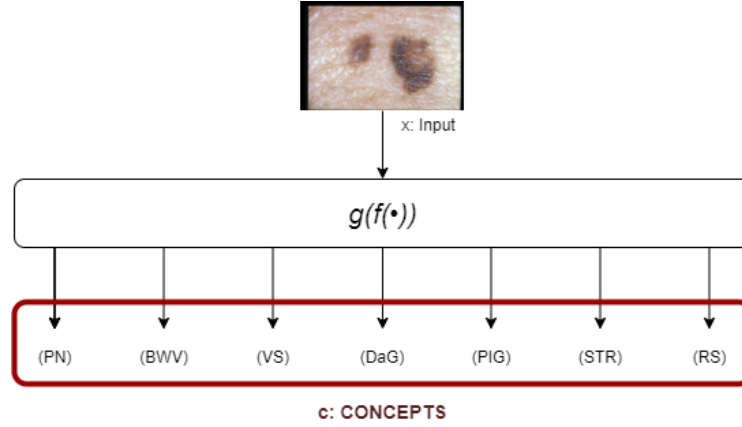 x: Input
g(f(•))
(PN) (BWV) (VS) (DaG) (PIG) (STR) (RS)
c: CONCEPTS